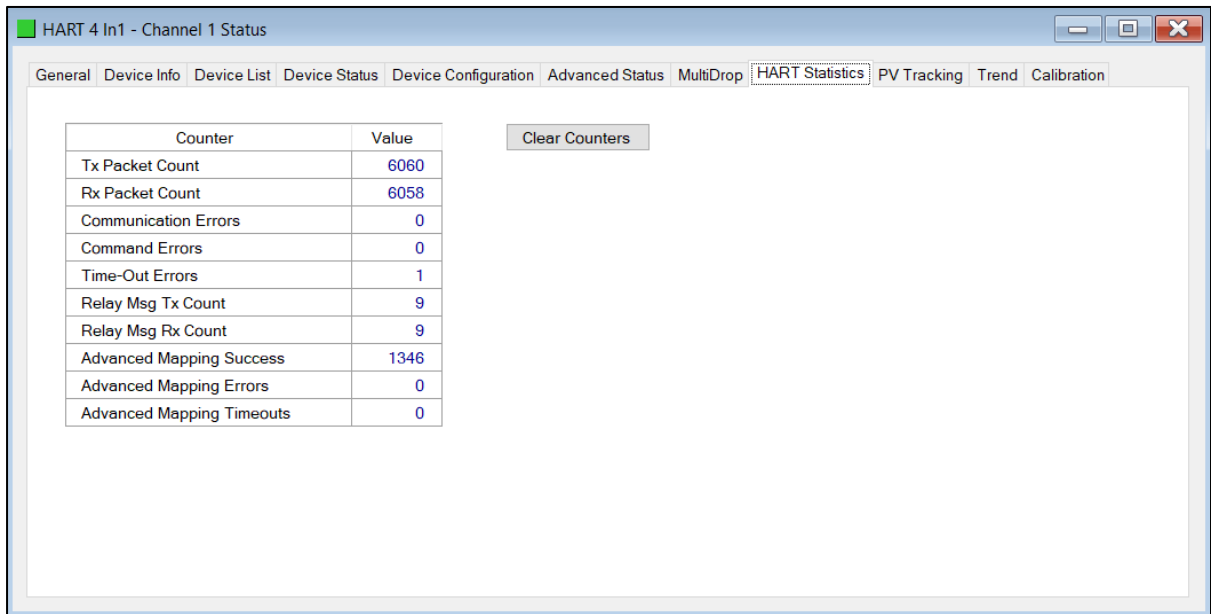 HART 4 In1 - Channel 1 Status
General Device Info Device List Device Status Device Configuration Advanced Status MultiDrop HART Statistics PV Tracking Trend Calibration
Counter Value Clear Counters
Tx Packet Count 6060
Rx Packet Count 6058
Communication Errors 0
Command Errors 0
Time-Out Errors 1
Relay Msg Tx Count 9
Relay Msg Rx Count 9
Advanced Mapping Success 1346
Advanced Mapping Errors 0
Advanced Mapping Timeouts 0